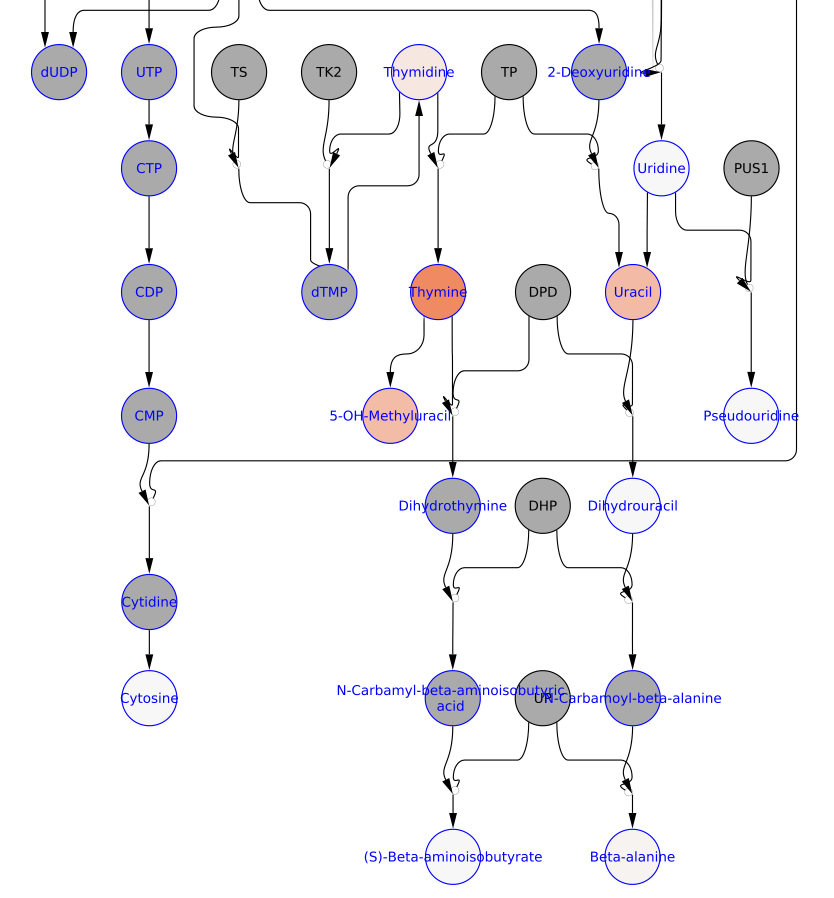 dUDP
UTP
TS
TK2
Thymidine
TP
2-Deoxyuridine
CTP
Uridine
PUS1
CDP
dTMP
Thymine
DPD
Uracil
CMP
5-OH-Methyluracil
Pseudouridine
Dihydrothymine
DHP
Dihydrouracil
Cytidine
Cytosine
N-Carbamyl-beta-aminoisobutyric
acid
UP
N-Carbamoyl-beta-alanine
(S)-Beta-aminoisobutyrate
Beta-alanine